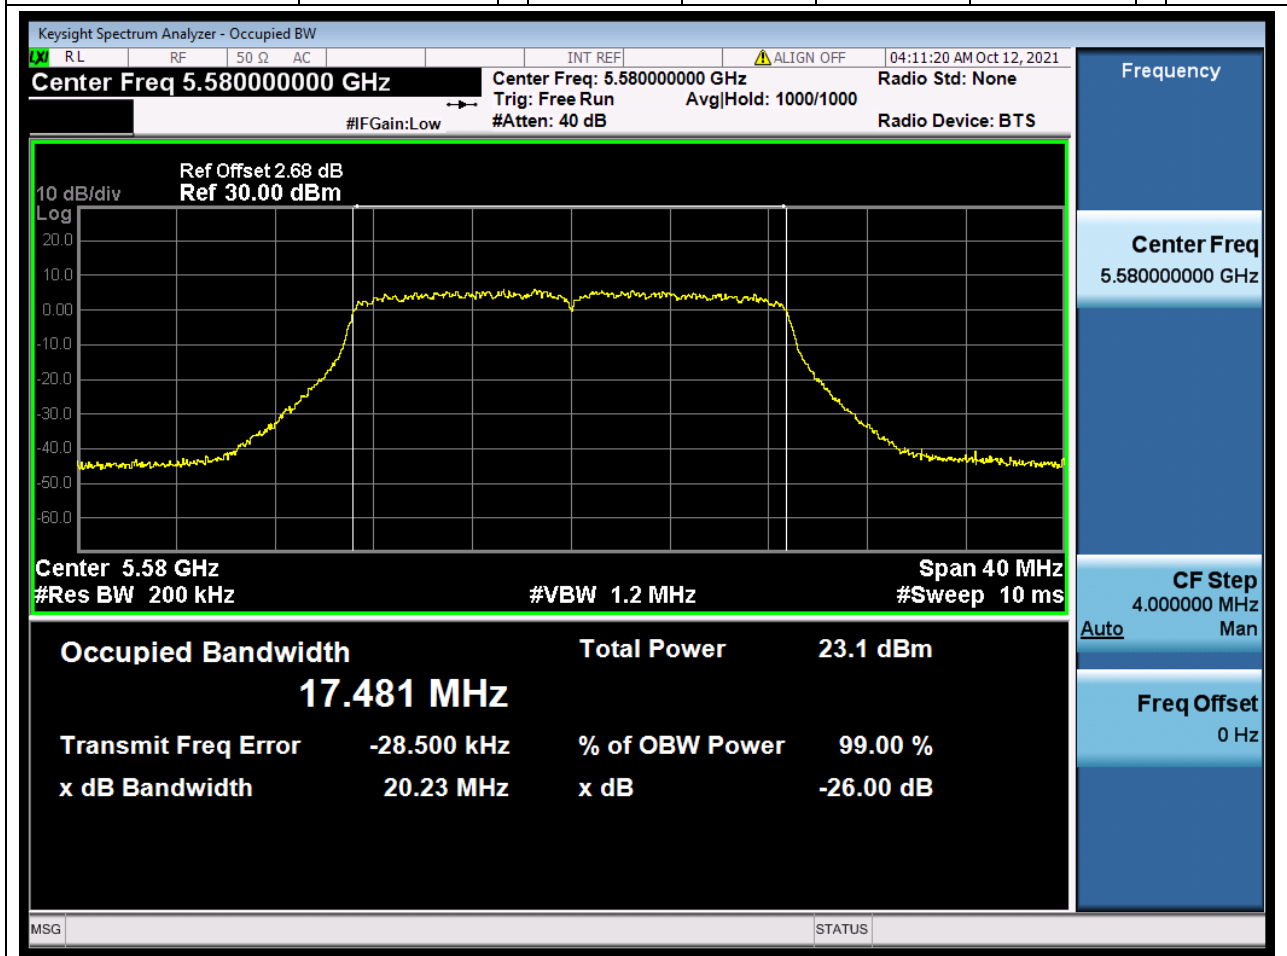 Keysight Spectrum Analyzer - Occupied BW
LXI RL RF 50 Ω AC INT REF ALIGN OFF 04:11:20 AM Oct 12, 2021
Center Freq 5.580000000 GHz
Center Freq: 5.580000000 GHz Radio Std: None
Trig: Free Run Avg|Hold: 1000/1000
#IFGain:Low #Atten: 40 dB Radio Device: BTS
Ref Offset 2.68 dB
10 dB/div Ref 30.00 dBm
Log
20.0
10.0
0.00
-10.0
-20.0
-30.0
-40.0
-50.0
-60.0
Center 5.58 GHz Span 40 MHz
#Res BW 200 kHz #VBW 1.2 MHz #Sweep 10 ms
Occupied Bandwidth Total Power 23.1 dBm
17.481 MHz
Transmit Freq Error -28.500 kHz % of OBW Power 99.00 %
x dB Bandwidth 20.23 MHz x dB -26.00 dB
MSG STATUS
Frequency
Center Freq
5.580000000 GHz
CF Step
4.000000 MHz
Auto Man
Freq Offset
0 Hz